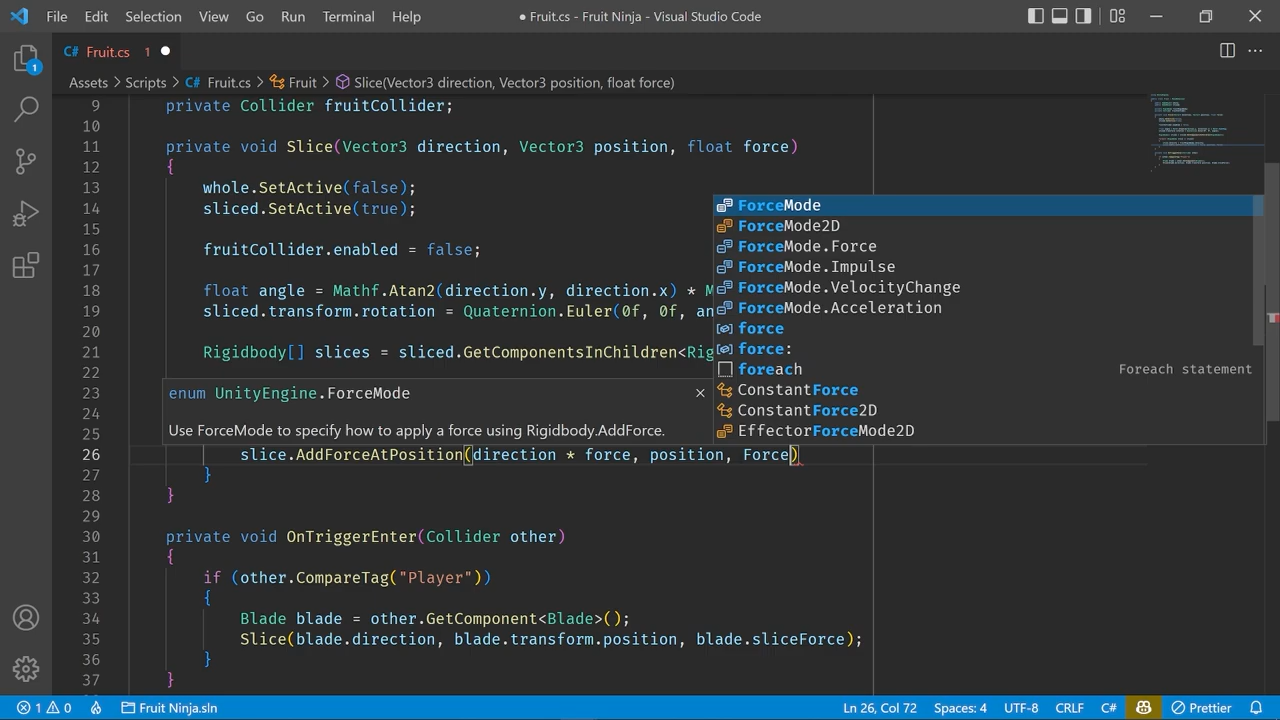 File Edit Selection View Go Run Terminal Help
● Fruit.cs - Fruit Ninja - Visual Studio Code
C# Fruit.cs 1 ●
Assets > Scripts > C# Fruit.cs > Fruit > Slice(Vector3 direction, Vector3 position, float force)
1
9 private Collider fruitCollider;
10
11 private void Slice(Vector3 direction, Vector3 position, float force)
12 {
13 whole.SetActive(false);
14 sliced.SetActive(true);
15
16 fruitCollider.enabled = false;
17
18 float angle = Mathf.Atan2(direction.y, direction.x) * M
19 sliced.transform.rotation = Quaternion.Euler(0f, 0f, an
20
21 Rigidbody[] slices = sliced.GetComponentsInChildren<Rig
22
23
24
25
26 slice.AddForceAtPosition(direction * force, position, Force)
27 }
28 }
29
30 private void OnTriggerEnter(Collider other)
31 {
32 if (other.CompareTag("Player"))
33 {
34 Blade blade = other.GetComponent<Blade>();
35 Slice(blade.direction, blade.transform.position, blade.sliceForce);
36 }
37 }
ForceMode
ForceMode2D
ForceMode.Force
ForceMode.Impulse
ForceMode.VelocityChange
ForceMode.Acceleration
force
force:
foreach Foreach statement
ConstantForce
ConstantForce2D
EffectorForceMode2D
enum UnityEngine.ForceMode
Use ForceMode to specify how to apply a force using Rigidbody.AddForce.
1 0 Fruit Ninja.sln Ln 26, Col 72 Spaces: 4 UTF-8 CRLF C# Prettier